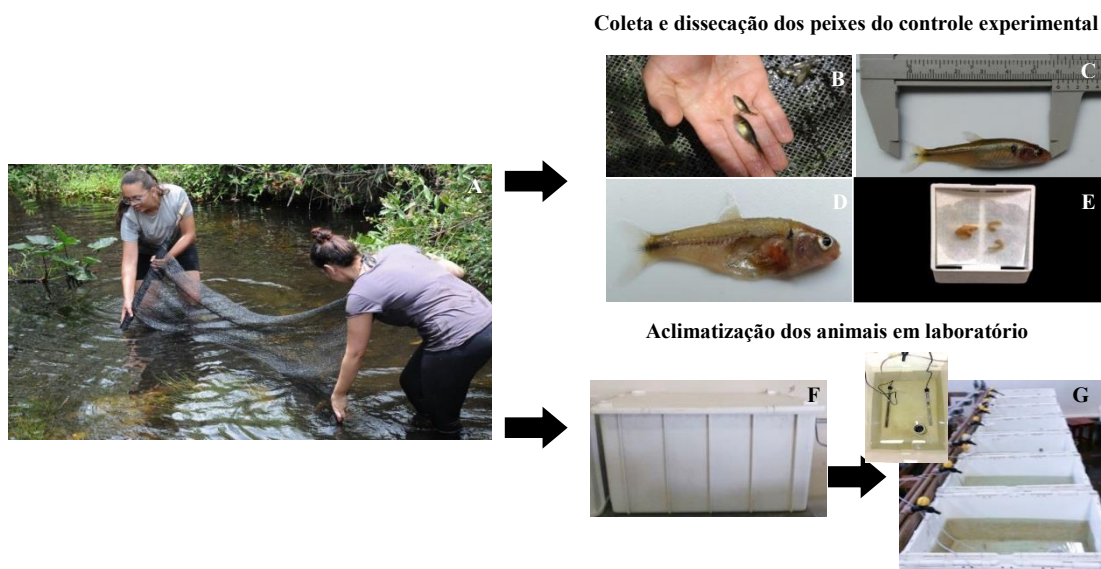 Coleta e dissecação dos peixes do controle experimental
B
C
A
D
E
Aclimatização dos animais em laboratório
F
G